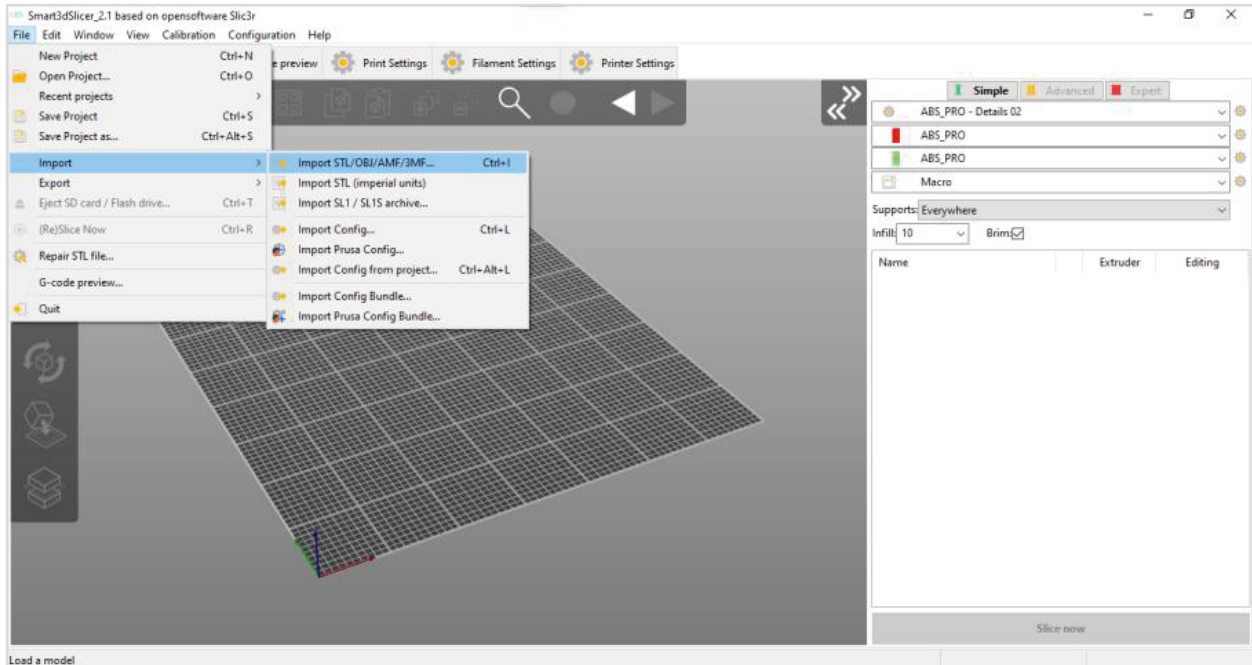 Smart3dSlicer_2.1 based on opensoftware Slic3r
File Edit Window View Calibration Configuration Help
New Project Ctrl+N
Open Project... Ctrl+O
Recent projects
Save Project Ctrl+S
Save Project as... Ctrl+Alt+S
Import
Export
Eject SD card / Flash drive... Ctrl+T
(Re)Slice Now Ctrl+R
Repair STL file...
G-code preview...
Quit
Import STL/OBJ/AMF/3MF... Ctrl+I
Import STL (imperial units)
Import SL1 / SL1S archive...
Import Config... Ctrl+L
Import Prusa Config...
Import Config from project... Ctrl+Alt+L
Import Config Bundle...
Import Prusa Config Bundle...
e preview Print Settings Filament Settings Printer Settings
Simple Advanced Expert
ABS_PRO - Details 02
ABS_PRO
ABS_PRO
Macro
Supports: Everywhere
Infill: 10 Brim:
Name Extruder Editing
Slice now
Load a model